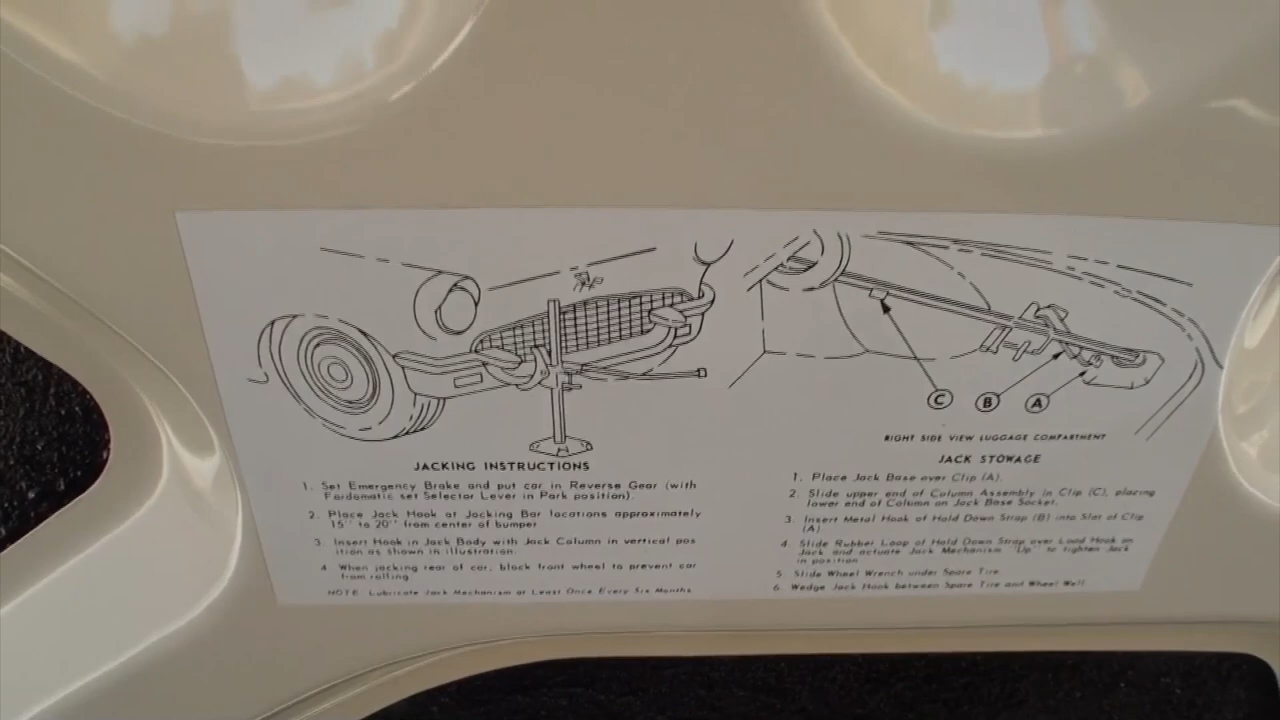 C
B
A
JACKING INSTRUCTIONS
1. Set Emergency Brake and put car in Reverse Gear (with
Fordomatic set Selector Lever in Park position).
2. Place Jack Hook at Jacking Bar locations approximately
15" to 20" from center of bumper
3. Insert Hook in Jack Body with Jack Column in vertical pos
ition as shown in illustration.
4. When jacking rear of car, block front wheel to prevent car
from rolling
NOTE: Lubricate Jack Mechanism at Least Once Every Six Months
RIGHT SIDE VIEW LUGGAGE COMPARTMENT
JACK STOWAGE
1. Place Jack Base over Clip (A).
2. Slide upper end of Column Assembly in Clip (C), placing
lower end of Column on Jack Base Socket.
3. Insert Metal Hook of Hold Down Strap (B) into Slot of Clip
(A)
4. Slide Rubber Loop of Hold Down Strap over Load Hook on
Jack and actuate Jack Mechanism "Up" to tighten Jack
in position
5. Slide Wheel Wrench under Spare Tire
6. Wedge Jack Hook between Spare Tire and Wheel Well